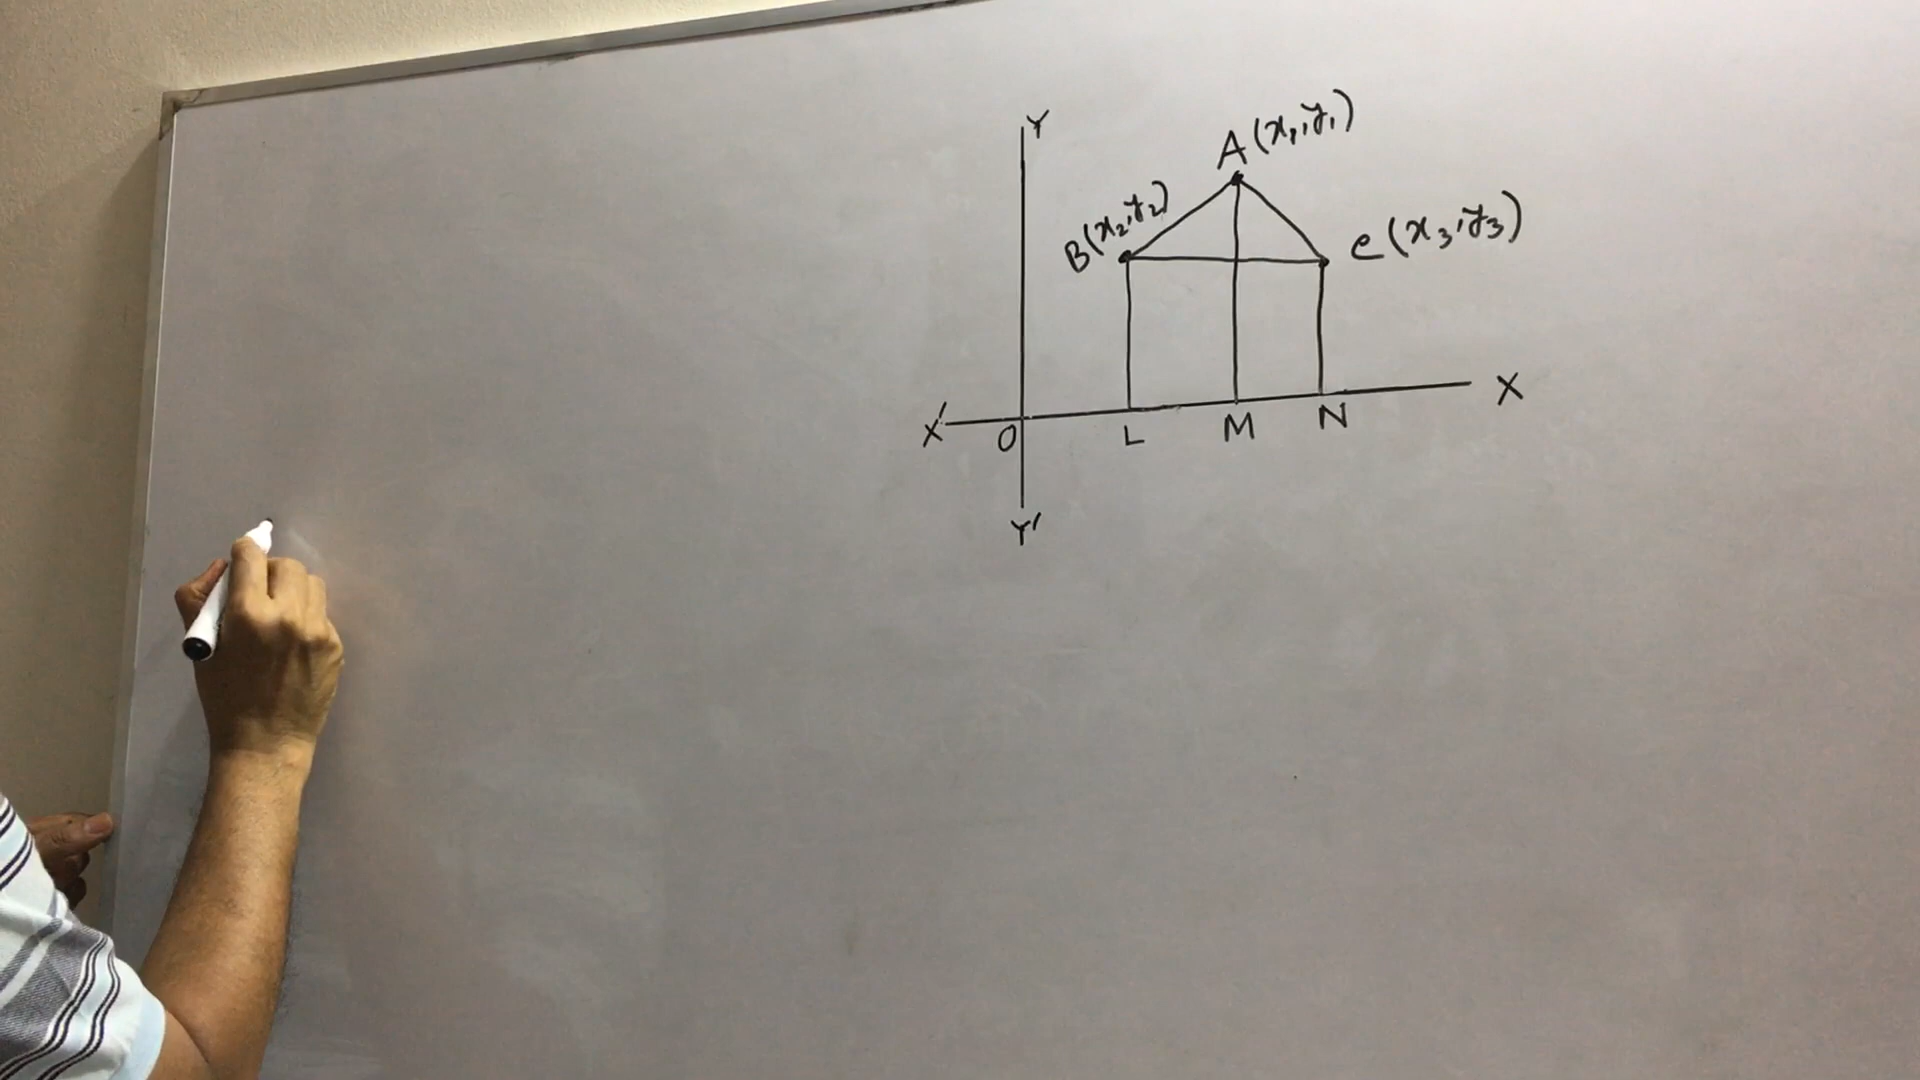 Y
A(x₁,y₁)
B(x₂,y₂)
C(x₃,y₃)
X' O L M N X
Y'